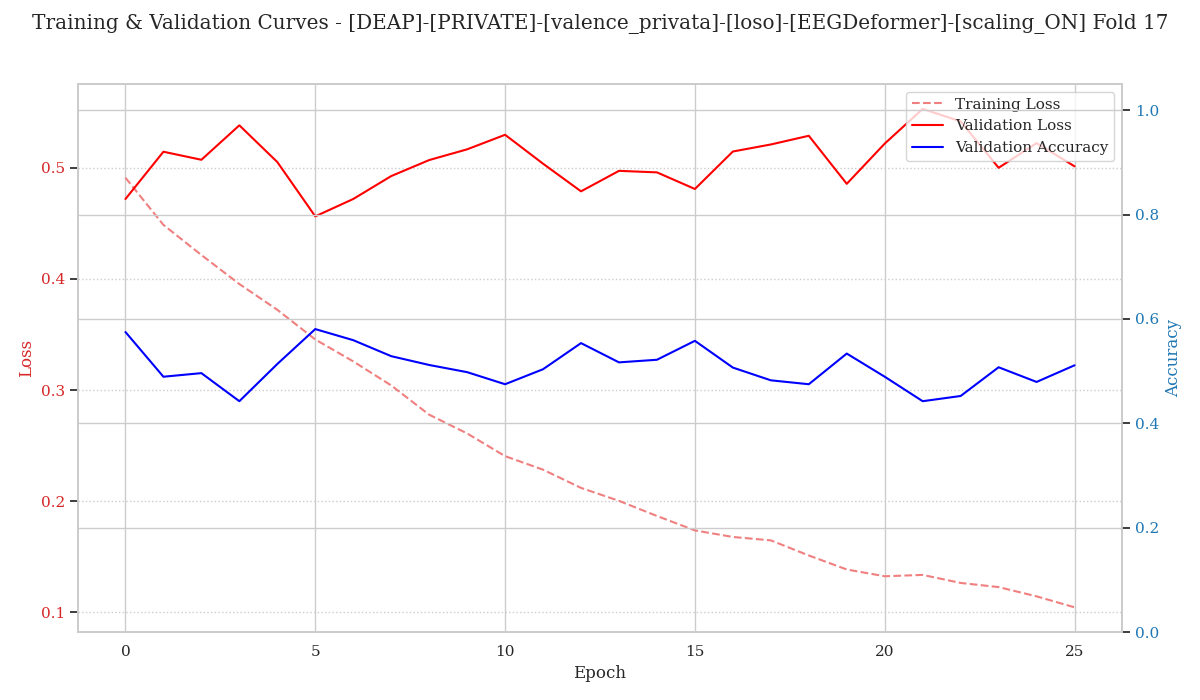 Training & Validation Curves - [DEAP]-[PRIVATE]-[valence_privata]-[loso]-[EEGDeformer]-[scaling_ON] Fold 17
Training Loss
Validation Loss
Validation Accuracy
Loss
0.5
0.4
0.3
0.2
0.1
1.0
0.8
0.6
0.4
0.2
0.0
Accuracy
0 5 10 15 20 25
Epoch